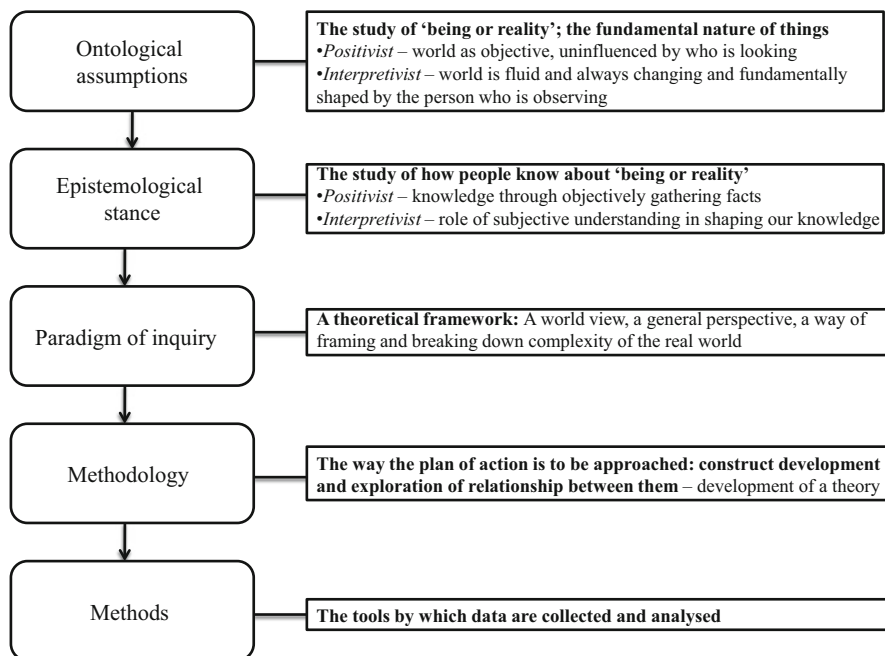 Ontological
assumptions
The study of ‘being or reality’; the fundamental nature of things
•Positivist – world as objective, uninfluenced by who is looking
•Interpretivist – world is fluid and always changing and fundamentally
shaped by the person who is observing
Epistemological
stance
The study of how people know about ‘being or reality’
•Positivist – knowledge through objectively gathering facts
•Interpretivist – role of subjective understanding in shaping our knowledge
Paradigm of inquiry
A theoretical framework: A world view, a general perspective, a way of
framing and breaking down complexity of the real world
Methodology
The way the plan of action is to be approached: construct development
and exploration of relationship between them – development of a theory
Methods
The tools by which data are collected and analysed